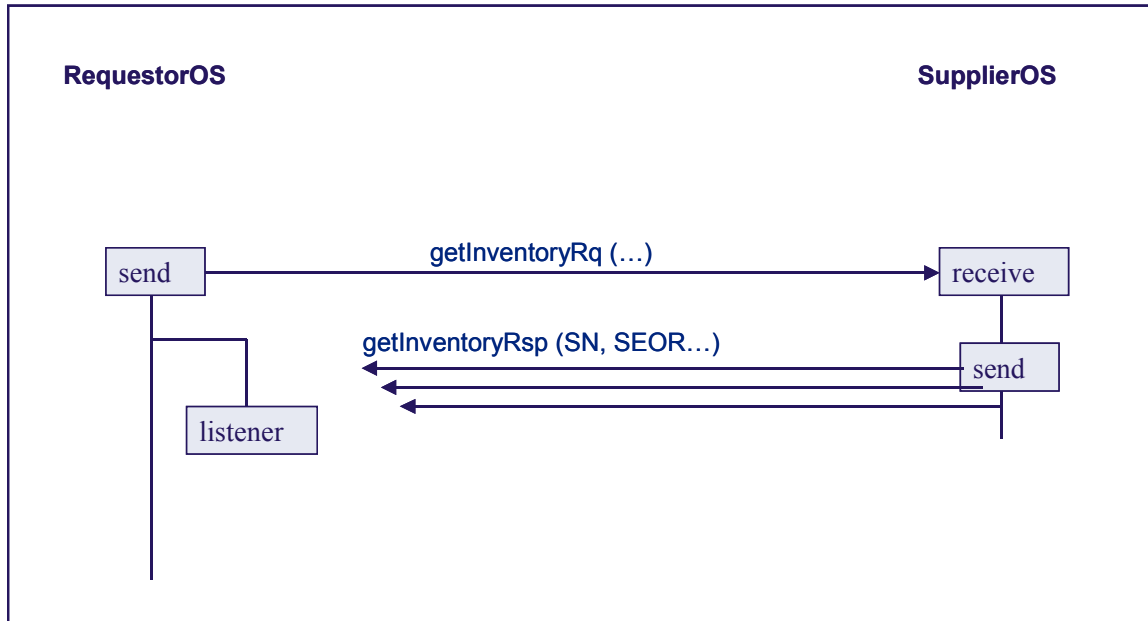 RequestorOS
SupplierOS
getInventoryRq (…)
send
receive
getInventoryRsp (SN, SEOR…)
send
listener